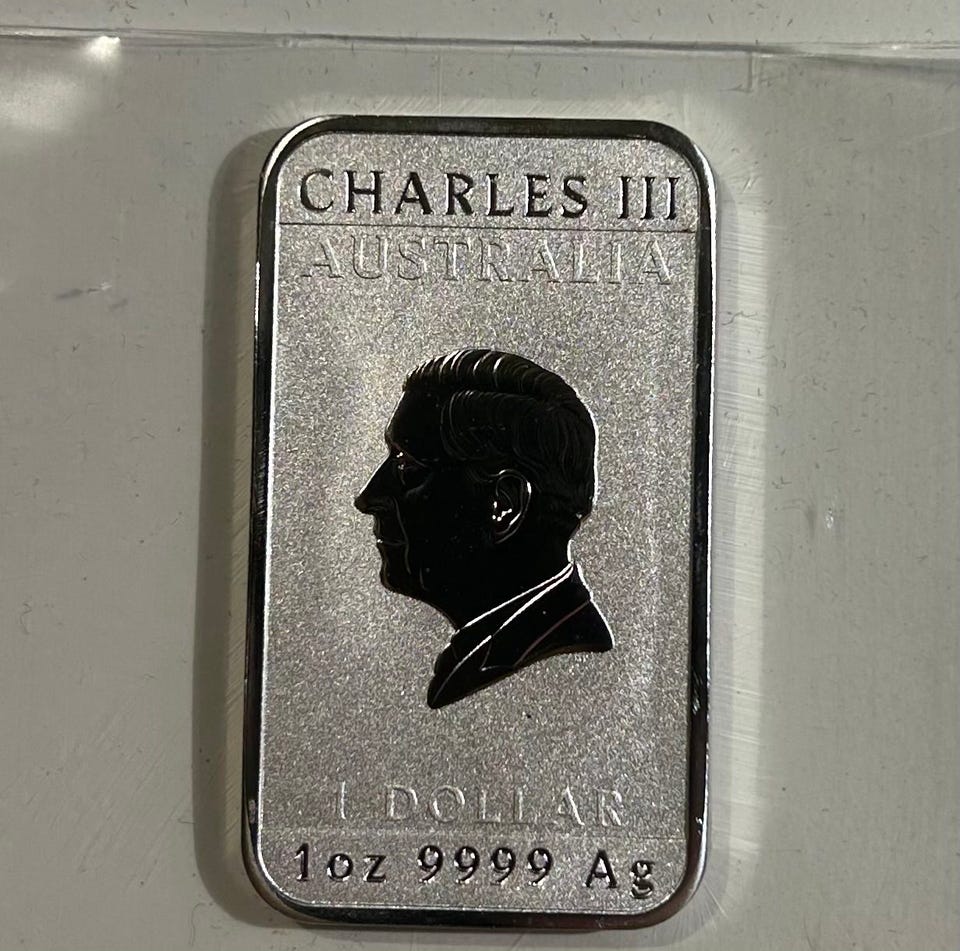 CHARLES III
AUSTRALIA
1 DOLLAR
1oz 9999 Ag